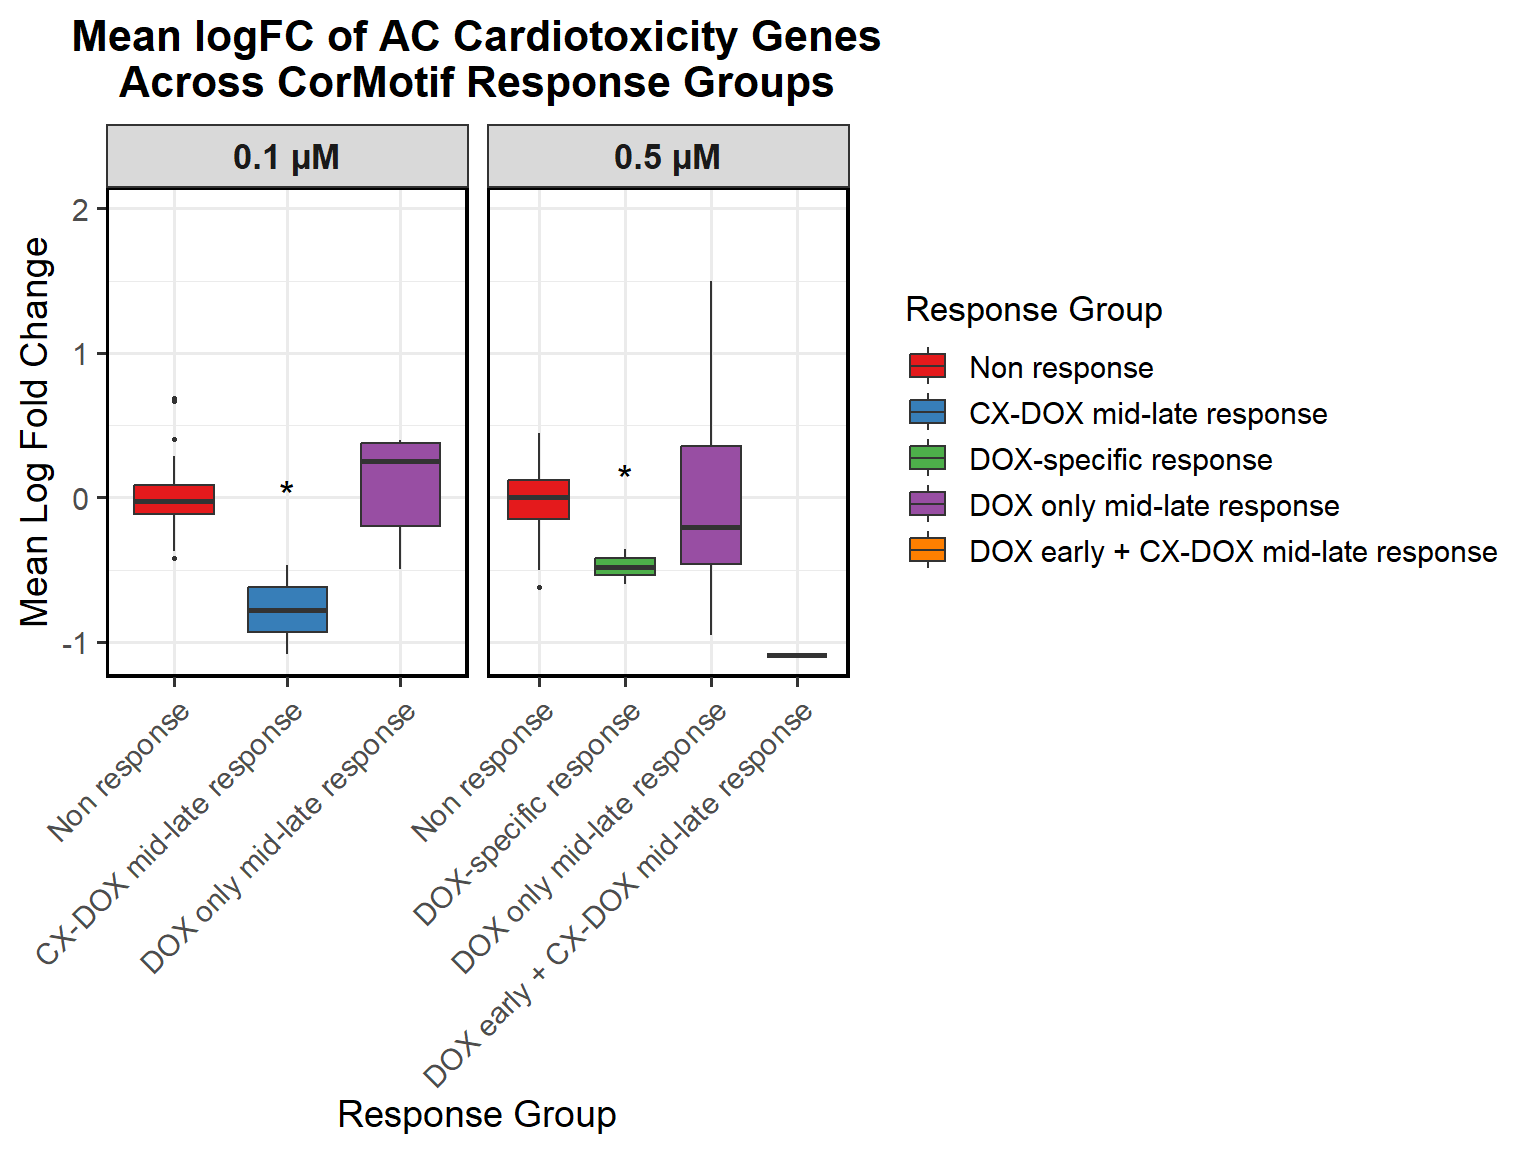 Mean logFC of AC Cardiotoxicity Genes
Across CorMotif Response Groups
0.1 µM
0.5 µM
Mean Log Fold Change
2
1
0
-1
*
*
Non response
CX-DOX mid-late response
DOX only mid-late response
Non response
DOX-specific response
DOX only mid-late response
DOX early + CX-DOX mid-late response
Response Group
Response Group
Non response
CX-DOX mid-late response
DOX-specific response
DOX only mid-late response
DOX early + CX-DOX mid-late response